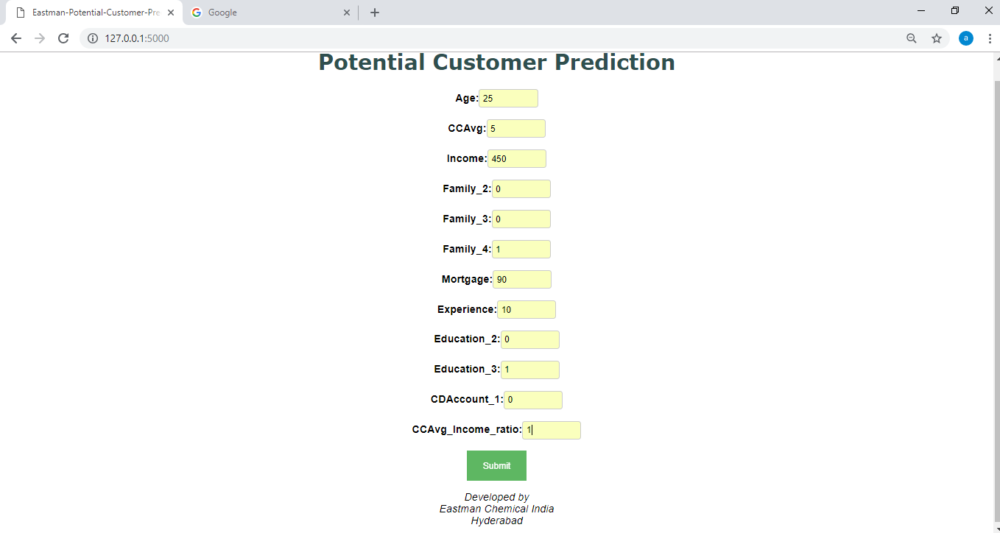 Eastman-Potential-Customer-Pre
Google
127.0.0.1:5000
a
Potential Customer Prediction
Age: 25
CCAvg: 5
Income: 450
Family_2: 0
Family_3: 0
Family_4: 1
Mortgage: 90
Experience: 10
Education_2: 0
Education_3: 1
CDAccount_1: 0
CCAvg_Income_ratio: 1
Submit
Developed by
Eastman Chemical India
Hyderabad